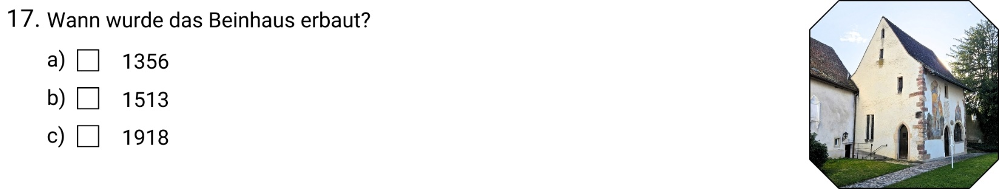 17. Wann wurde das Beinhaus erbaut?
a) 1356
b) 1513
c) 1918